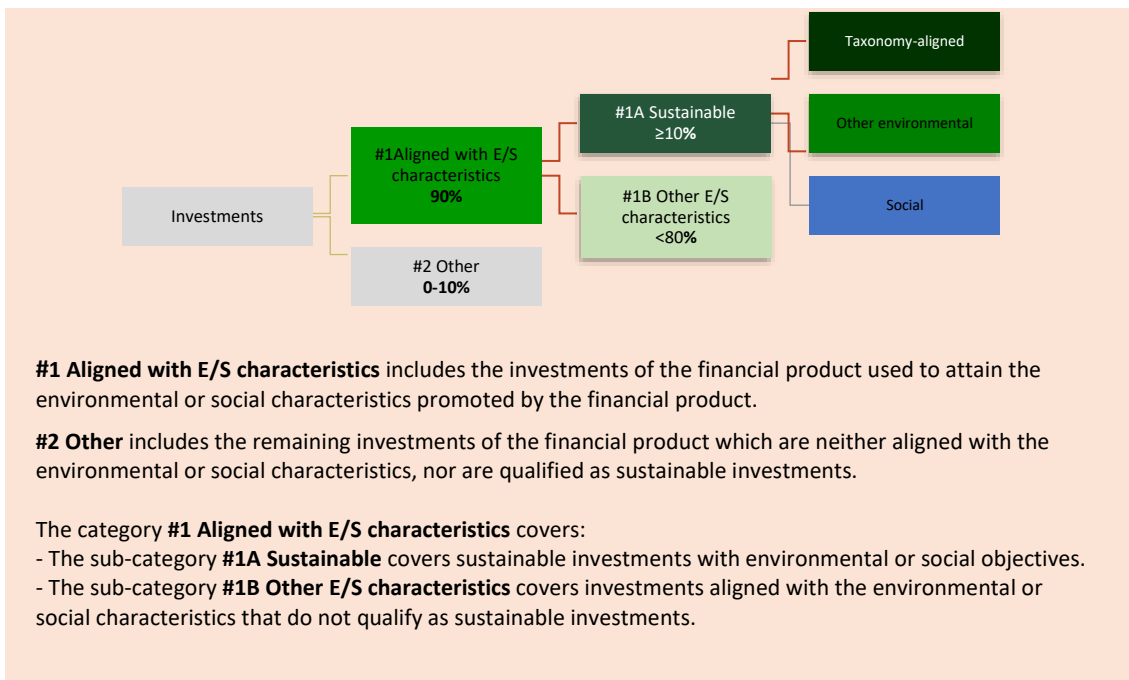 Taxonomy-aligned
#1A Sustainable
≥10%
Other environmental
#1Aligned with E/S
characteristics
90%
#1B Other E/S
characteristics
<80%
Social
Investments
#2 Other
0-10%
#1 Aligned with E/S characteristics includes the investments of the financial product used to attain the
environmental or social characteristics promoted by the financial product.
#2 Other includes the remaining investments of the financial product which are neither aligned with the
environmental or social characteristics, nor are qualified as sustainable investments.
The category #1 Aligned with E/S characteristics covers:
- The sub-category #1A Sustainable covers sustainable investments with environmental or social objectives.
- The sub-category #1B Other E/S characteristics covers investments aligned with the environmental or
social characteristics that do not qualify as sustainable investments.